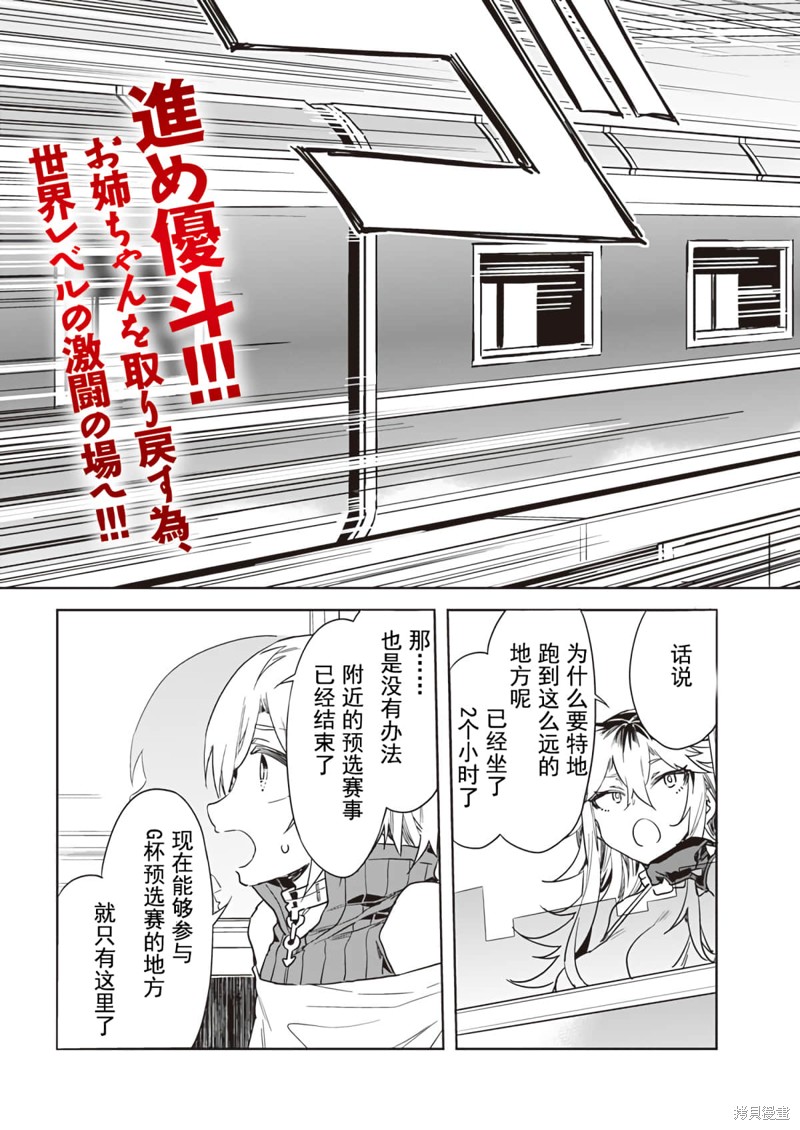 進め優斗!!!
お姉ちゃんを取り戻す為、
世界レベルの激闘の場へ!!!
话说
为什么要特地
跑到这么远的
地方呢
已经坐了
2个小时了
那……
也是没有办法
附近的预选赛事
已经结束了
现在能够参与
G杯预选赛的地方
就只有这里了
拷貝漫畫